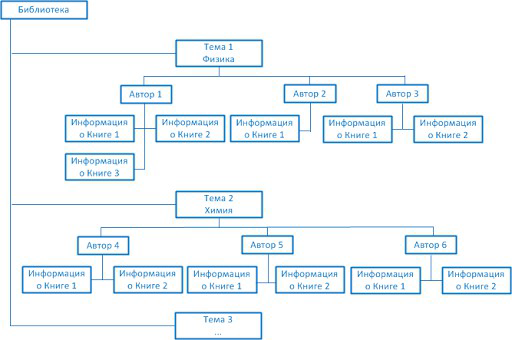 Библиотека
Тема 1
Физика
Автор 1
Автор 2
Автор 3
Информация
о Книге 1
Информация
о Книге 2
Информация
о Книге 1
Информация
о Книге 1
Информация
о Книге 2
Информация
о Книге 3
Тема 2
Химия
Автор 4
Автор 5
Автор 6
Информация
о Книге 1
Информация
о Книге 2
Информация
о Книге 1
Информация
о Книге 2
Информация
о Книге 1
Информация
о Книге 2
Тема 3
...